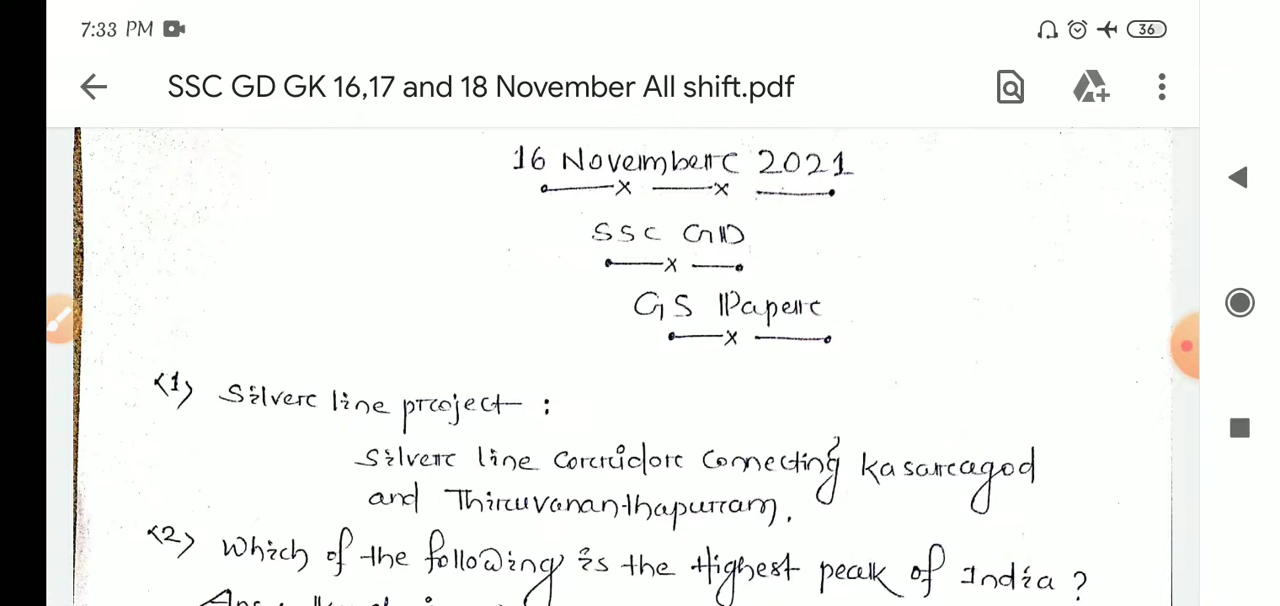 7:33 PM
36
SSC GD GK 16,17 and 18 November All shift.pdf
16 November 2021
SSC GD
GS Paper
<1> Silver line project :
Silver line corridor connecting Kasaragod
and Thiruvananthapuram.
<2> Which of the following is the Highest peak of India ?